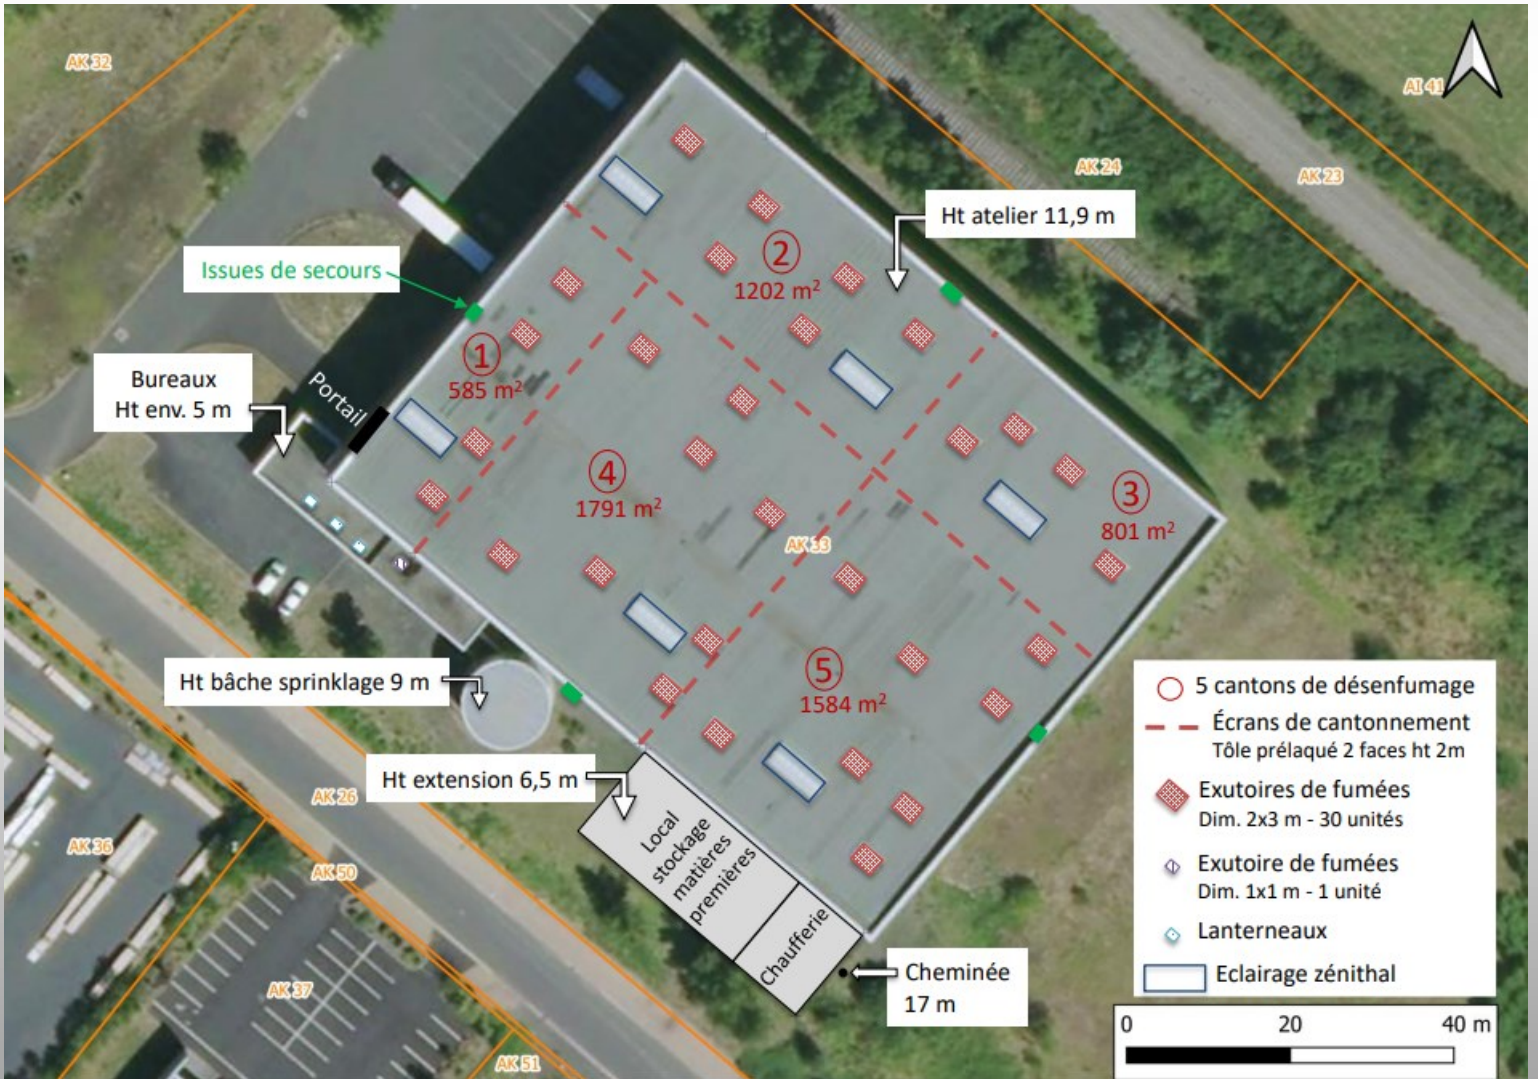 AK 32
AI 41
AK 24
AK 23
Ht atelier 11,9 m
2
1202 m²
Issues de secours
1
585 m²
Bureaux
Ht env. 5 m
Portail
4
1791 m²
3
801 m²
AK 33
5
1584 m²
Ht bâche sprinklage 9 m
Ht extension 6,5 m
AK 26
AK 36
AK 50
AK 37
AK 51
Local
stockage
matières
premières
Chaufferie
Cheminée
17 m
5 cantons de désenfumage
Écrans de cantonnement
Tôle prélaqué 2 faces ht 2m
Exutoires de fumées
Dim. 2x3 m - 30 unités
Exutoire de fumées
Dim. 1x1 m - 1 unité
Lanterneaux
Eclairage zénithal
0 20 40 m